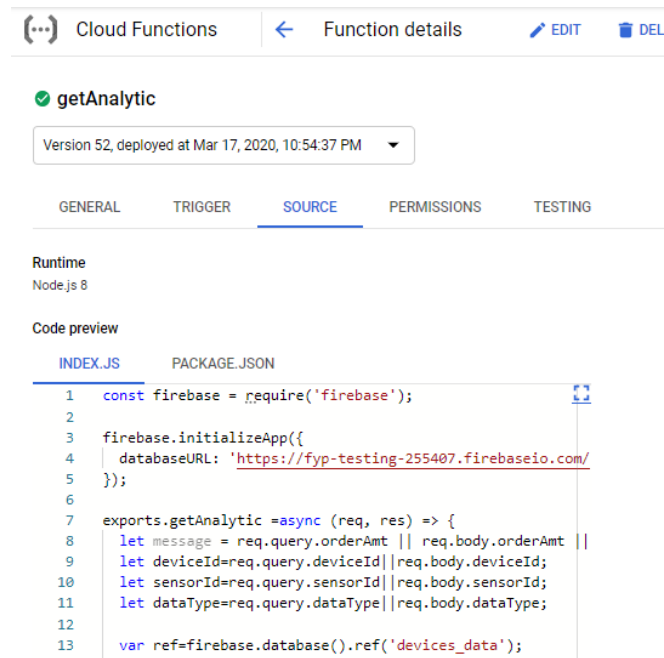 (···) Cloud Functions ← Function details EDIT DEL
getAnalytic
Version 52, deployed at Mar 17, 2020, 10:54:37 PM
GENERAL TRIGGER SOURCE PERMISSIONS TESTING
Runtime
Node.js 8
Code preview
INDEX.JS PACKAGE.JSON
1 const firebase = require('firebase');
2
3 firebase.initializeApp({
4 databaseURL: 'https://fyp-testing-255407.firebaseio.com/
5 });
6
7 exports.getAnalytic =async (req, res) => {
8 let message = req.query.orderAmt || req.body.orderAmt ||
9 let deviceId=req.query.deviceId||req.body.deviceId;
10 let sensorId=req.query.sensorId||req.body.sensorId;
11 let dataType=req.query.dataType||req.body.dataType;
12
13 var ref=firebase.database().ref('devices_data');